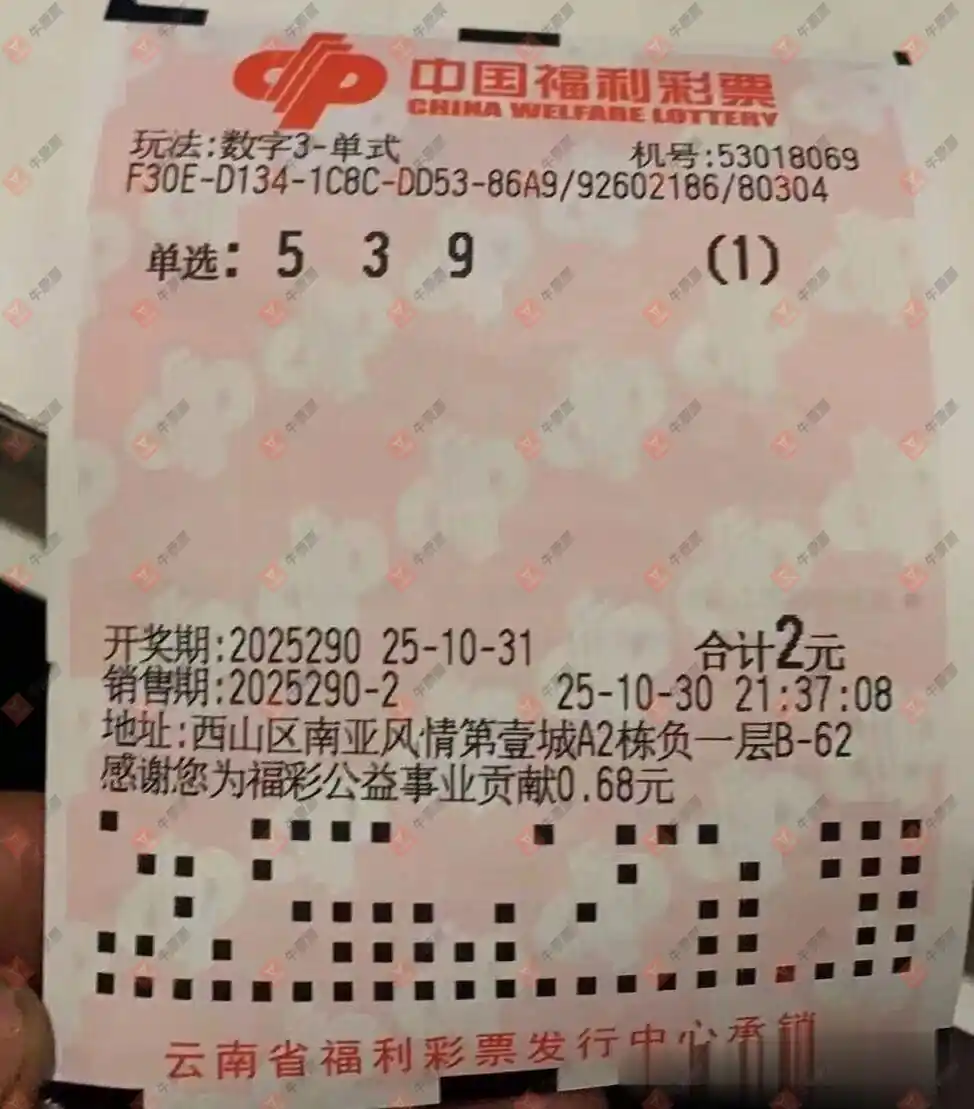 中国福利彩票
CHINA WELFARE LOTTERY
玩法:数字3-单式 机号:53018069
F30E-D134-1C8C-DD53-86A9/92602186/80304
单选: 5 3 9 (1)
开奖期:2025290 25-10-31 合计2元
销售期:2025290-2 25-10-30 21:37:08
地址:西山区南亚风情第壹城A2栋负一层B-62
感谢您为福彩公益事业贡献0.68元
云南省福利彩票发行中心承销